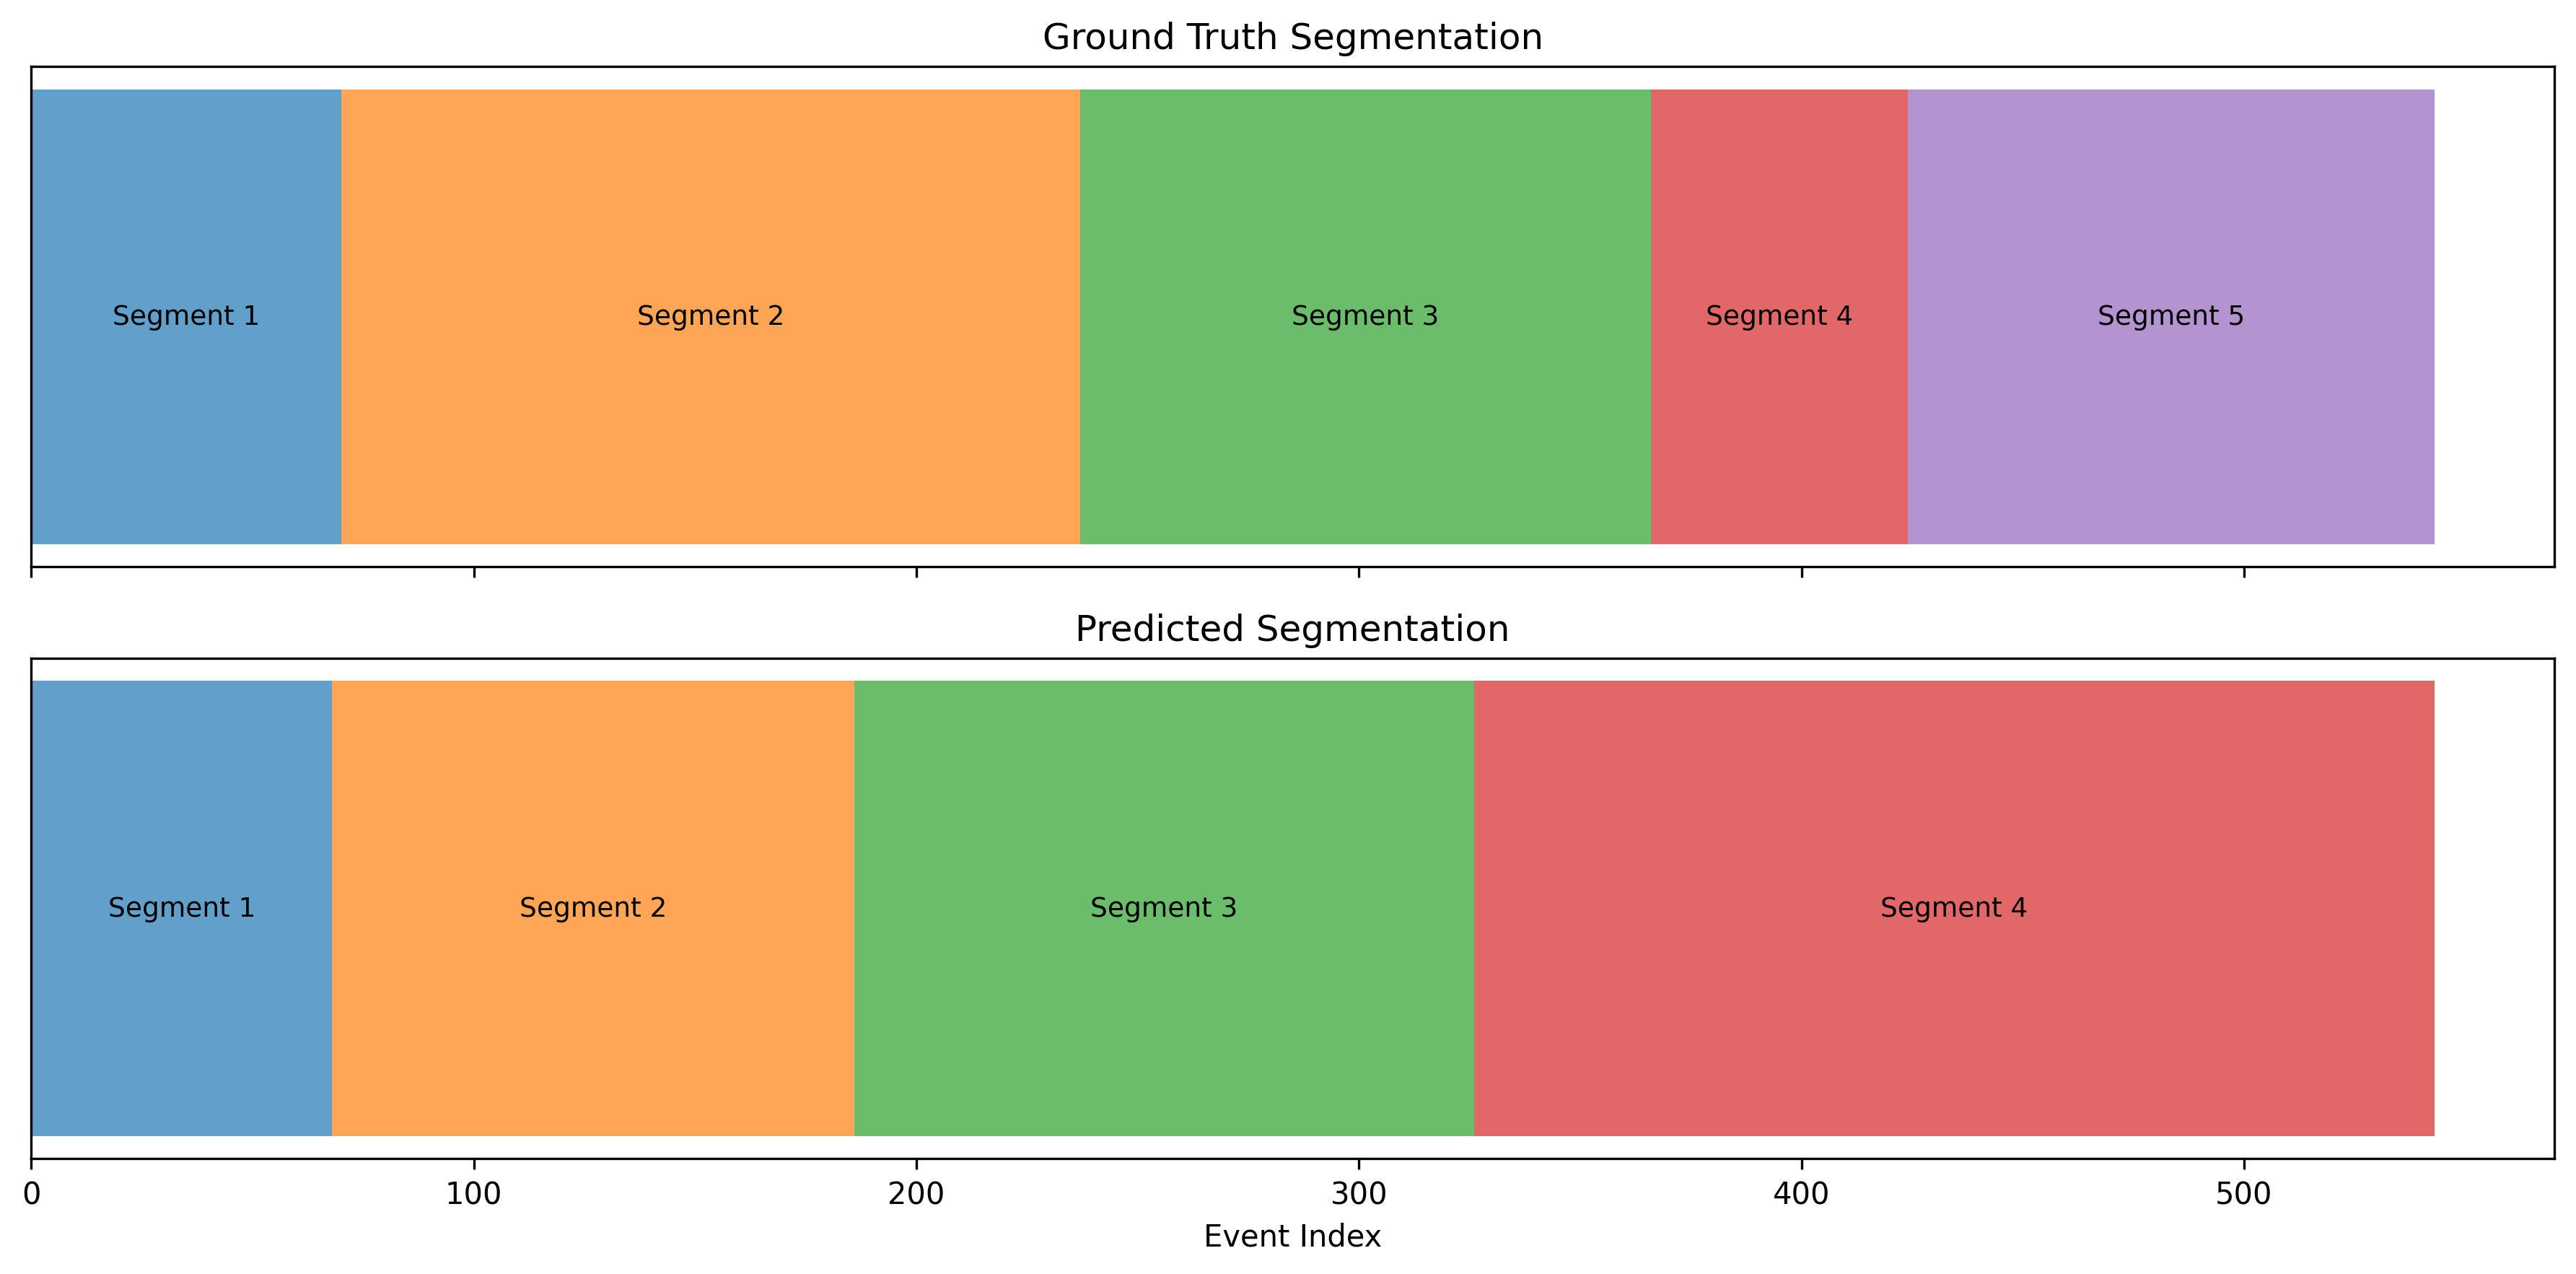 Ground Truth Segmentation
Segment 1 Segment 2 Segment 3 Segment 4 Segment 5
Predicted Segmentation
Segment 1 Segment 2 Segment 3 Segment 4
0 100 200 300 400 500
Event Index